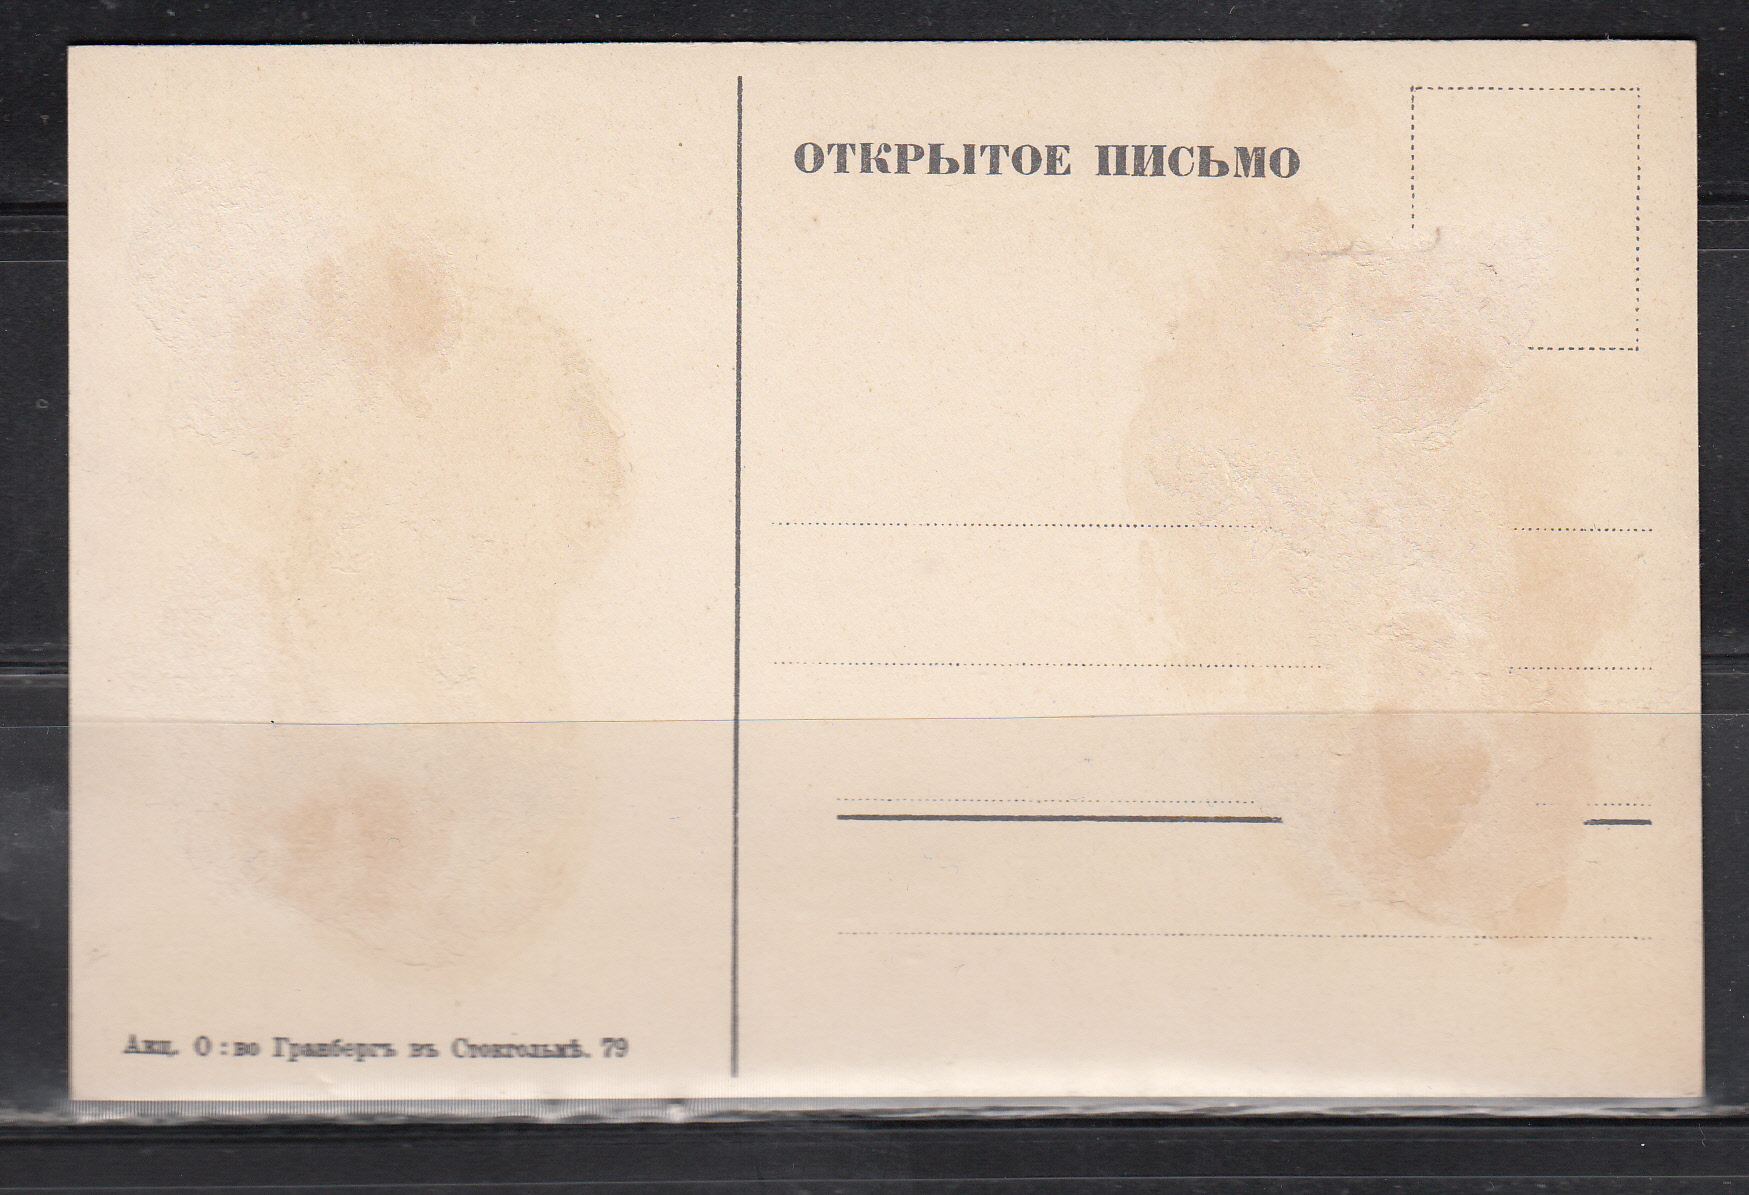 ОТКРЫТОЕ ПИСЬМО
Акц. О:во Гранбергъ въ Стокгольмѣ. 79